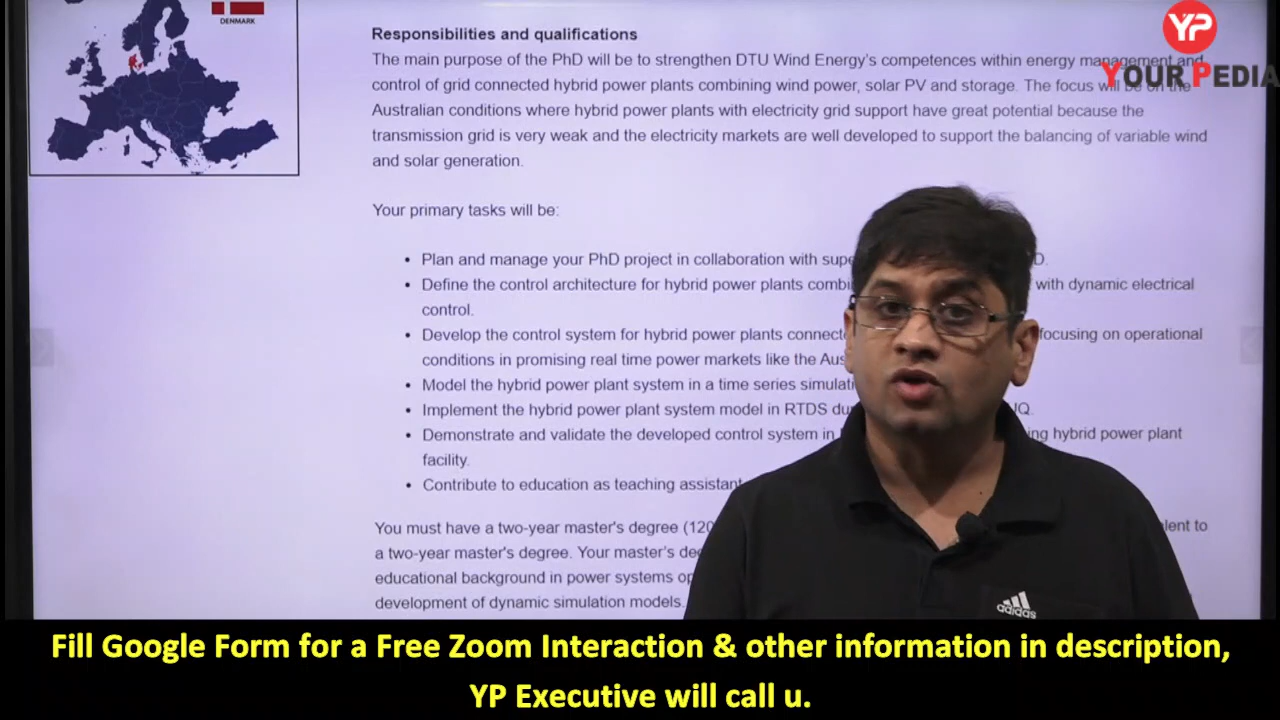 DENMARK
YP
YOUR PEDIA
Responsibilities and qualifications
The main purpose of the PhD will be to strengthen DTU Wind Energy's competences within energy management and
control of grid connected hybrid power plants combining wind power, solar PV and storage. The focus will be on the
Australian conditions where hybrid power plants with electricity grid support have great potential because the
transmission grid is very weak and the electricity markets are well developed to support the balancing of variable wind
and solar generation.
Your primary tasks will be:
• Plan and manage your PhD project in collaboration with D.
• Define the control architecture for hybrid power plants with dynamic electrical
control.
• Develop the control system for hybrid power plants focusing on operational
conditions in promising real time power markets like the
• Model the hybrid power plant system in a time series
• Implement the hybrid power plant system model in RTDS
• Demonstrate and validate the developed control system in hybrid power plant
facility.
• Contribute to education as teaching assistant
You must have a two-year master's degree (120 to
a two-year master's degree. Your master's
educational background in power systems
development of dynamic simulation models.
adidas
Fill Google Form for a Free Zoom Interaction & other information in description,
YP Executive will call u.